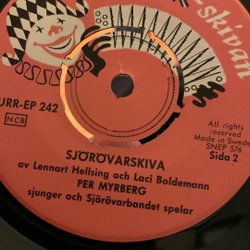 -skivan
URR-EP 242
NCB
All rights
reserved
Made in Sweden
SNEP 576
Sida 2
SJÖRÖVARSKIVA
av Lennart Hellsing och Laci Boldemann
PER MYRBERG
sjunger och Sjörövarbandet spelar